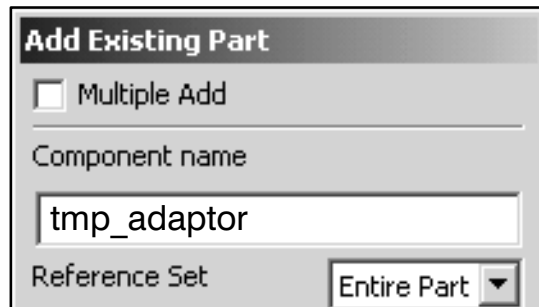 Add Existing Part
Multiple Add
Component name
tmp_adaptor
Reference Set Entire Part